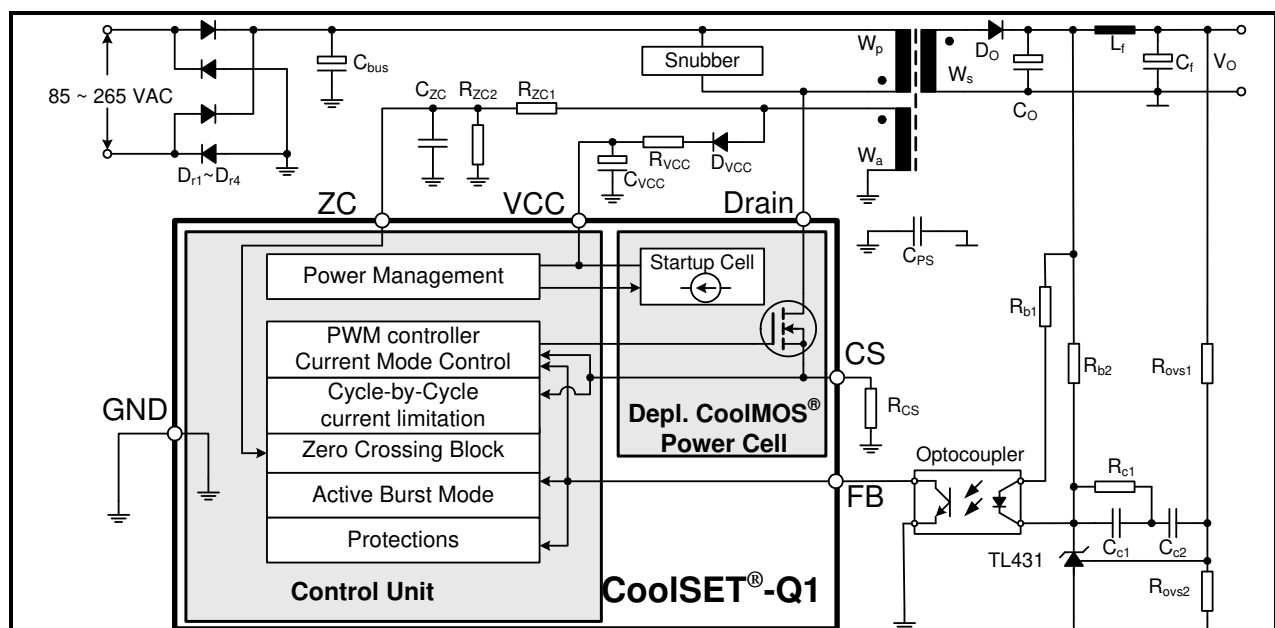 85 ~ 265 VAC
Dr1~Dr4
Cbus
Snubber
Wp
Ws
Wa
DO
CO
Lf
Cf
VO
CZC
RZC2
RZC1
RVCC
DVCC
CVCC
ZC
VCC
Drain
CPS
Power Management
Startup Cell
PWM controller
Current Mode Control
Cycle-by-Cycle
current limitation
Zero Crossing Block
Active Burst Mode
Protections
Control Unit
Depl. CoolMOS®
Power Cell
CoolSET®-Q1
GND
CS
RCS
FB
Optocoupler
Rb1
Rb2
Rovs1
Rc1
Cc1
Cc2
TL431
Rovs2